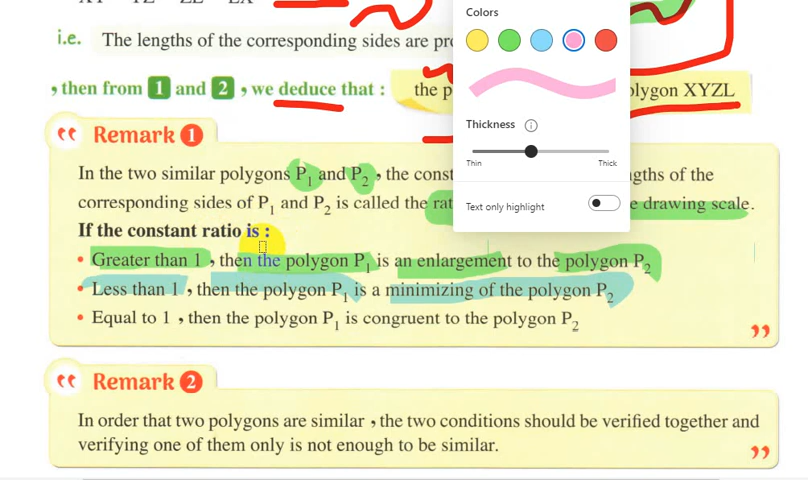 i.e. The lengths of the corresponding sides are pro
, then from 1 and 2 , we deduce that : the p lygon XYZL
Colors
Thickness
Thin Thick
Text only highlight
Remark 1
In the two similar polygons P1 and P2 , the const gths of the
corresponding sides of P1 and P2 is called the rat e drawing scale.
If the constant ratio is :
• Greater than 1 , then the polygon P1 is an enlargement to the polygon P2
• Less than 1 , then the polygon P1 is a minimizing of the polygon P2
• Equal to 1 , then the polygon P1 is congruent to the polygon P2
Remark 2
In order that two polygons are similar , the two conditions should be verified together and
verifying one of them only is not enough to be similar.